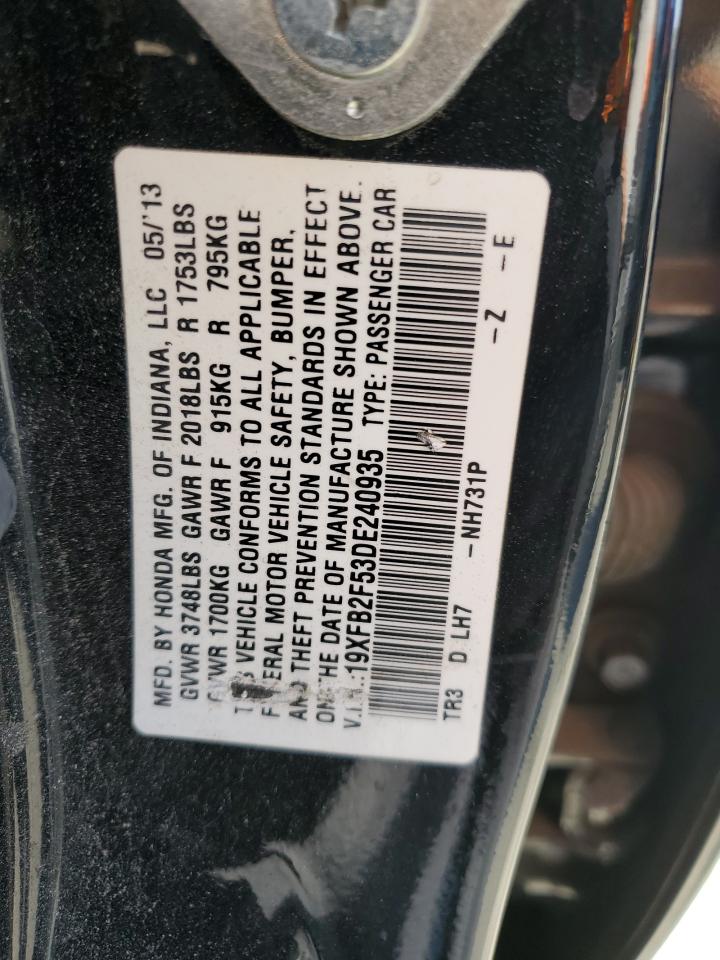 MFD. BY HONDA MFG. OF INDIANA, LLC 05/'13
GVWR 3748LBS GAWR F 2018LBS R 1753LBS
GVWR 1700KG GAWR F 915KG R 795KG
VEHICLE CONFORMS TO ALL APPLICABLE
MOTOR VEHICLE SAFETY, BUMPER,
AND THEFT PREVENTION STANDARDS IN EFFECT
ON THE DATE OF MANUFACTURE SHOWN ABOVE.
19XFB2F53DE240935 TYPE: PASSENGER CAR
TR3 D LH7 -NH731P -Z -E